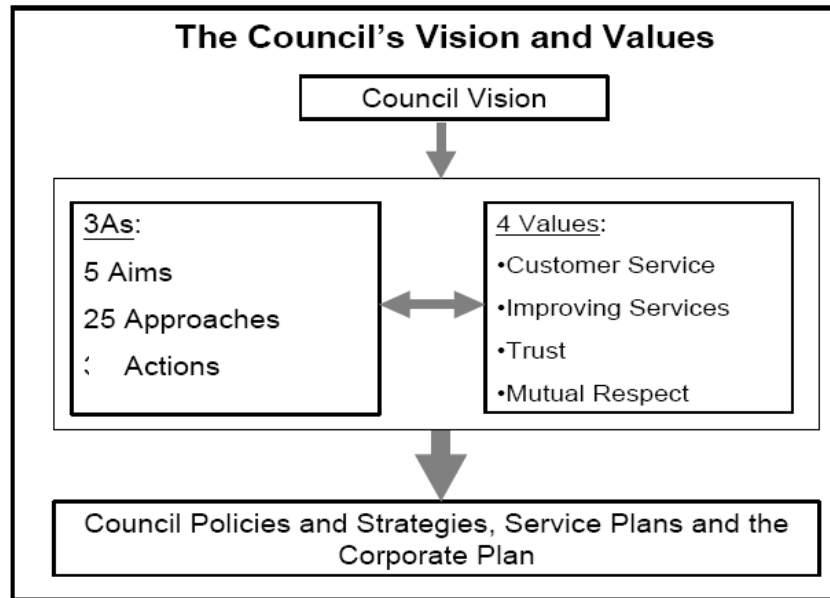 The Council's Vision and Values
Council Vision
3As:
5 Aims
25 Approaches
Actions
4 Values:
•Customer Service
•Improving Services
•Trust
•Mutual Respect
Council Policies and Strategies, Service Plans and the
Corporate Plan